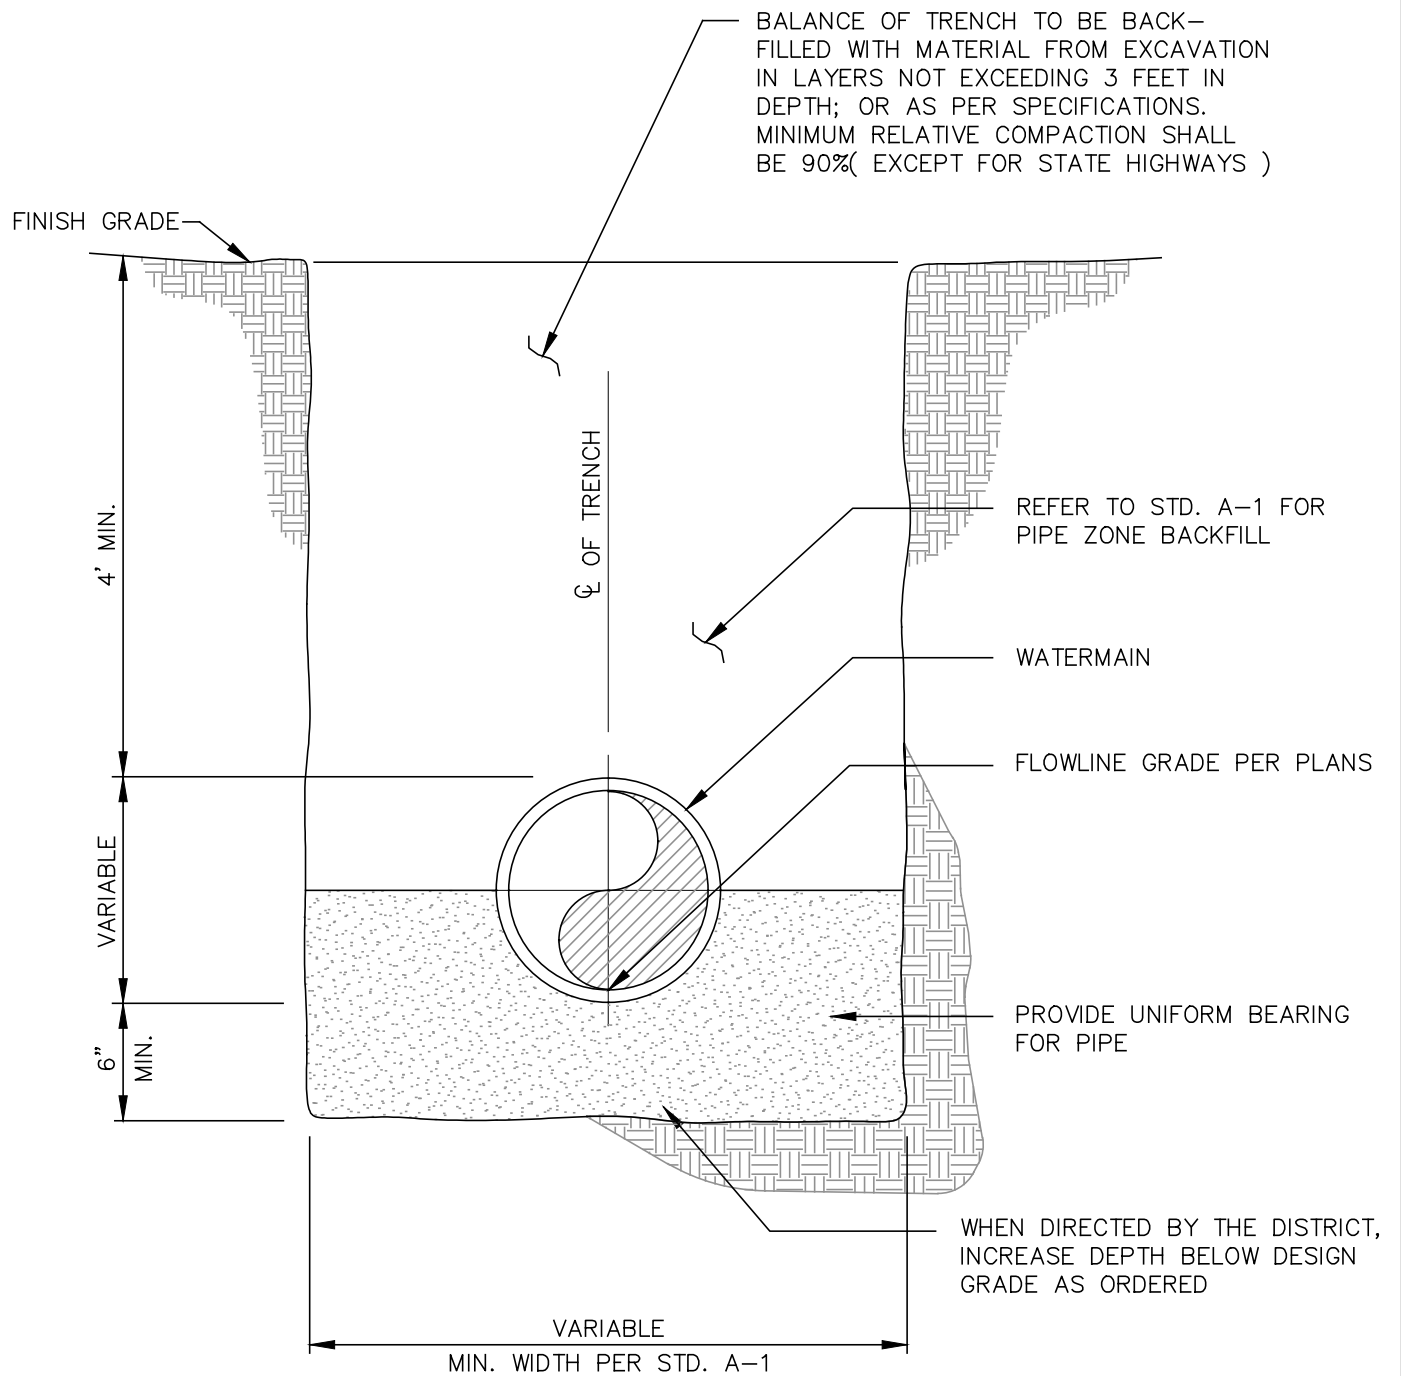 BALANCE OF TRENCH TO BE BACK-
FILLED WITH MATERIAL FROM EXCAVATION
IN LAYERS NOT EXCEEDING 3 FEET IN
DEPTH; OR AS PER SPECIFICATIONS.
MINIMUM RELATIVE COMPACTION SHALL
BE 90%( EXCEPT FOR STATE HIGHWAYS )
FINISH GRADE
4' MIN.
℄ OF TRENCH
REFER TO STD. A-1 FOR
PIPE ZONE BACKFILL
WATERMAIN
FLOWLINE GRADE PER PLANS
VARIABLE
PROVIDE UNIFORM BEARING
FOR PIPE
6"
MIN.
WHEN DIRECTED BY THE DISTRICT,
INCREASE DEPTH BELOW DESIGN
GRADE AS ORDERED
VARIABLE
MIN. WIDTH PER STD. A-1